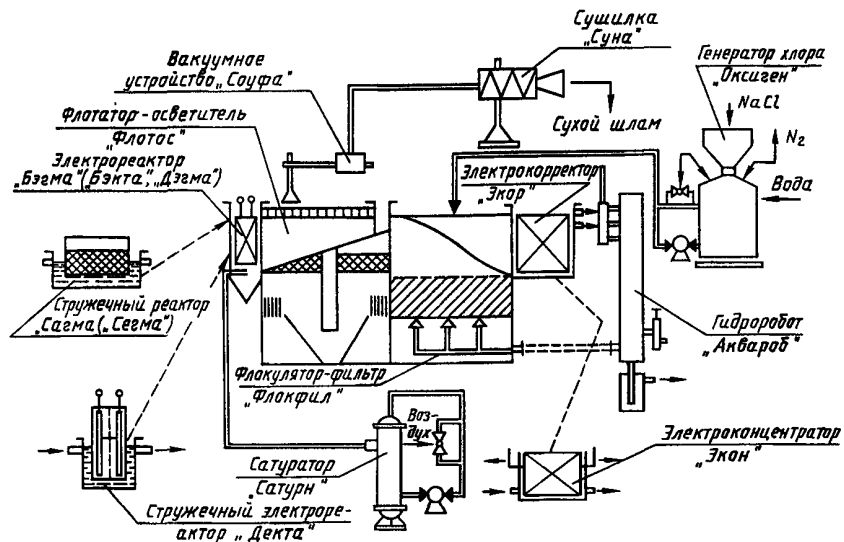 Сушилка
„Суна"
Вакуумное
устройство „Соуфа"
Генератор хлора
„Оксиген"
NaCl
N₂
Флотатор-осветитель
„Флотос"
Сухой шлам
Электрореактор
„Бэгма" („Бэкта", „Дэгма")
Электрокорректор
„Экор"
Вода
Стружечный реактор
„Сагма („Сегма")
Гидроробот
„Аквароб"
Флокулятор-фильтр
„Флокфил"
Воз-
дух
Электроконцентратор
„Экон"
Сатуратор
„Сатурн"
Стружечный электроре-
актор „Декта"